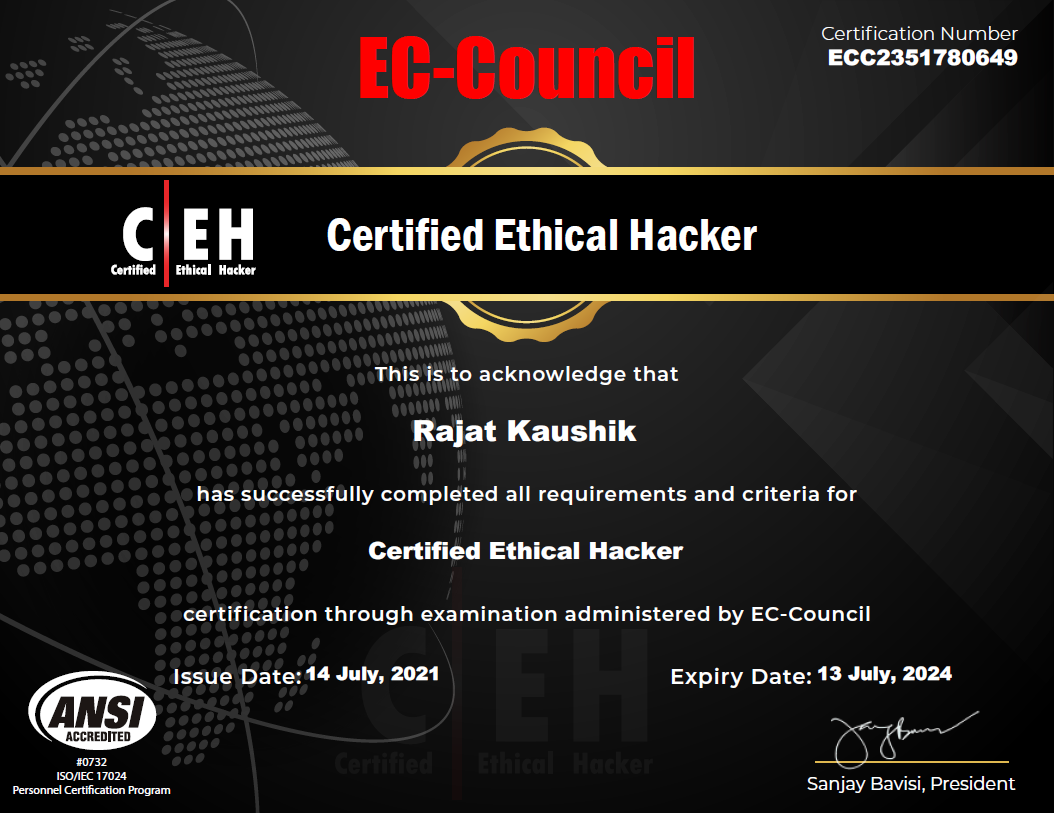 EC-Council
Certification Number
ECC2351780649
C|EH
Certified Ethical Hacker
Certified Ethical Hacker
This is to acknowledge that
Rajat Kaushik
has successfully completed all requirements and criteria for
Certified Ethical Hacker
certification through examination administered by EC-Council
Issue Date: 14 July, 2021
Expiry Date: 13 July, 2024
C|EH
Certified Ethical Hacker
ANSI
ACCREDITED
#0732
ISO/IEC 17024
Personnel Certification Program
Sanjay Bavisi, President